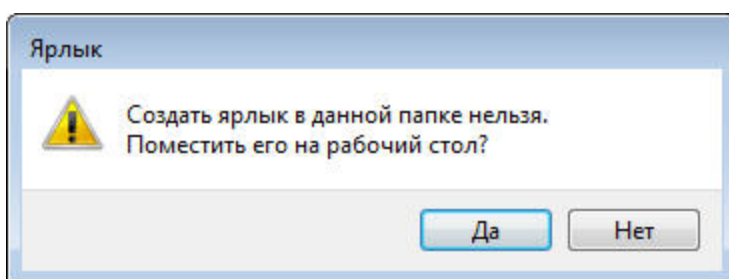 Ярлык
Создать ярлык в данной папке нельзя.
Поместить его на рабочий стол?
Да Нет